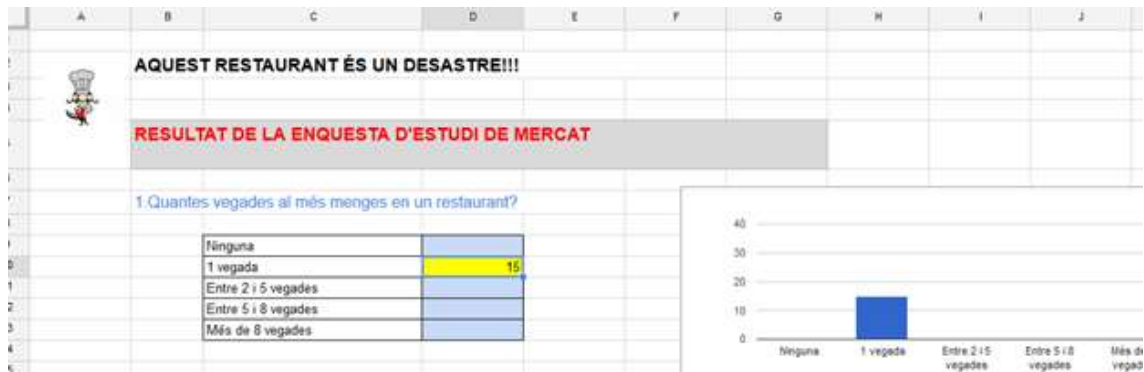 A B C D E F G H I J
AQUEST RESTAURANT ÉS UN DESASTRE!!!
RESULTAT DE LA ENQUESTA D'ESTUDI DE MERCAT
1.Quantes vegades al més menges en un restaurant?
Ninguna
1 vegada 15
Entre 2 i 5 vegades
Entre 5 i 8 vegades
Més de 8 vegades
40
30
20
10
0
Ninguna 1 vegada Entre 2 i 5 vegades Entre 5 i 8 vegades Més de